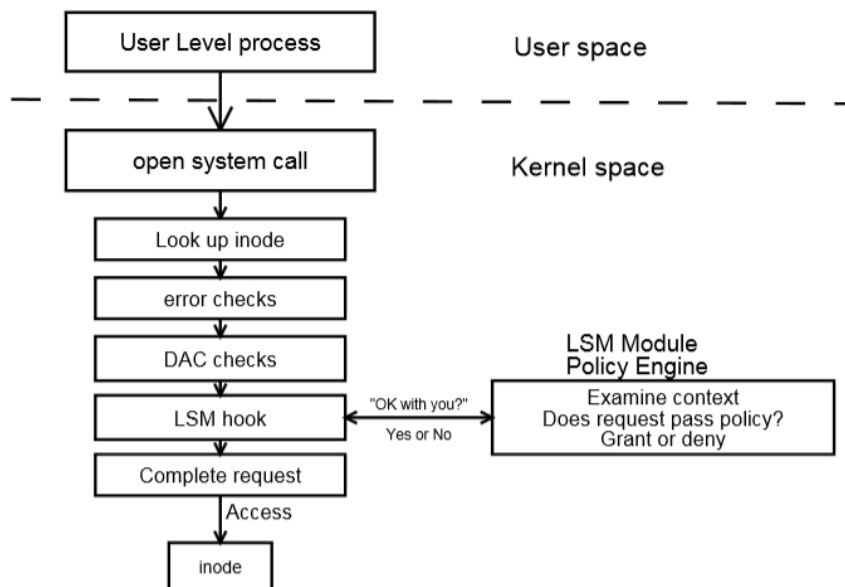 User Level process
User space
open system call
Kernel space
Look up inode
error checks
DAC checks
LSM Module
Policy Engine
LSM hook
"OK with you?"
Yes or No
Examine context
Does request pass policy?
Grant or deny
Complete request
Access
inode